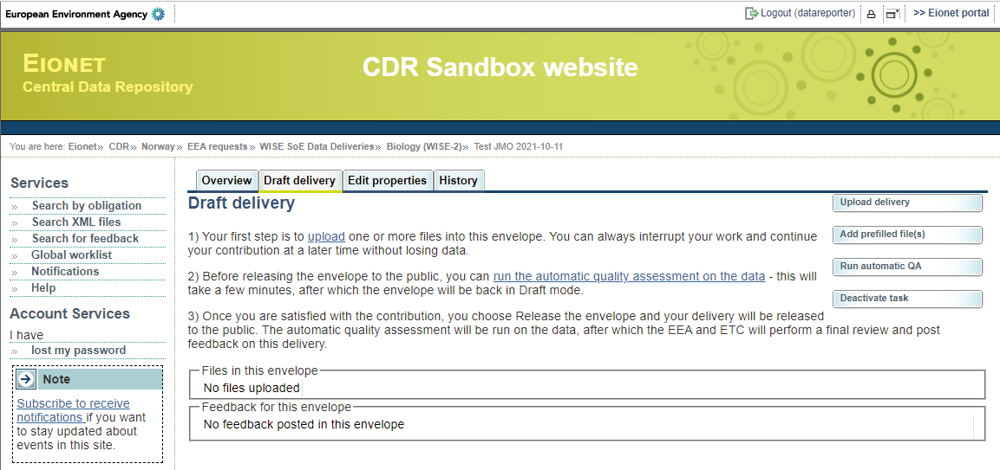 European Environment Agency
Logout (datareporter)
>> Eionet portal
EIONET
Central Data Repository
CDR Sandbox website
You are here: Eionet» CDR» Norway» EEA requests» WISE SoE Data Deliveries» Biology (WISE-2)» Test JMO 2021-10-11
Services
» Search by obligation
» Search XML files
» Search for feedback
» Global worklist
» Notifications
» Help
Account Services
I have
» lost my password
Note
Subscribe to receive
notifications if you want
to stay updated about
events in this site.
Overview
Draft delivery
Edit properties
History
Draft delivery
Upload delivery
Add prefilled file(s)
Run automatic QA
Deactivate task
1) Your first step is to upload one or more files into this envelope. You can always interrupt your work and continue
your contribution at a later time without losing data.
2) Before releasing the envelope to the public, you can run the automatic quality assessment on the data - this will
take a few minutes, after which the envelope will be back in Draft mode.
3) Once you are satisfied with the contribution, you choose Release the envelope and your delivery will be released
to the public. The automatic quality assessment will be run on the data, after which the EEA and ETC will perform a final review and post
feedback on this delivery.
Files in this envelope
No files uploaded
Feedback for this envelope
No feedback posted in this envelope